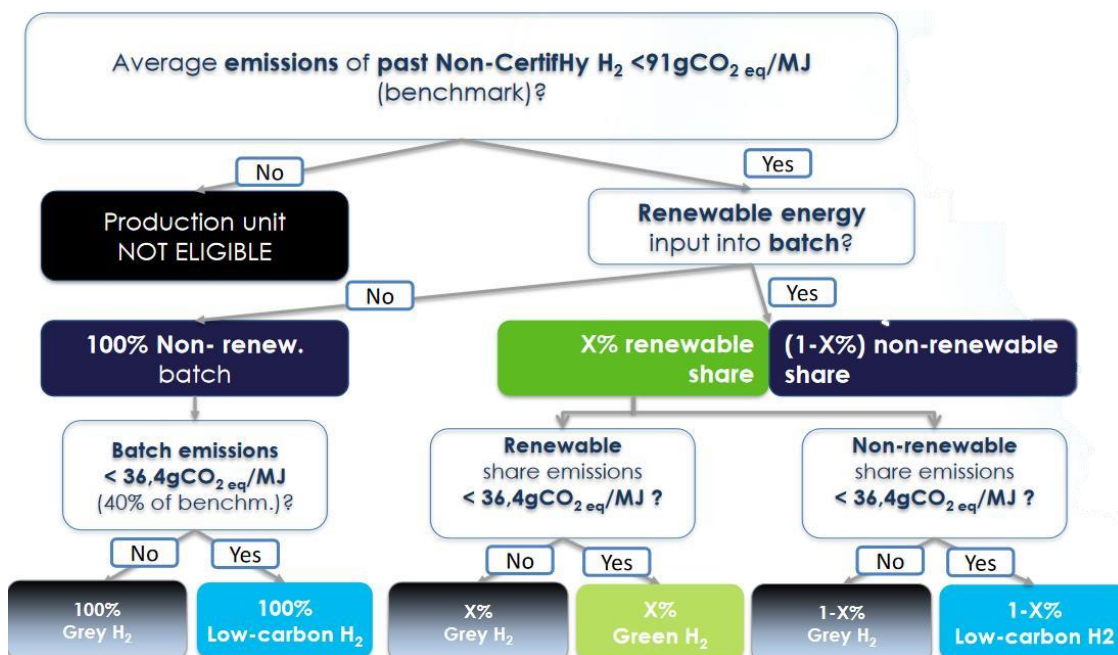 Average emissions of past Non-CertifHy H₂ <91gCO₂ eq/MJ
(benchmark)?
No
Yes
Production unit
NOT ELIGIBLE
Renewable energy
input into batch?
No
Yes
100% Non- renew.
batch
X% renewable
share
(1-X%) non-renewable
share
Batch emissions
< 36,4gCO₂ eq/MJ
(40% of benchm.)?
Renewable
share emissions
< 36,4gCO₂ eq/MJ ?
Non-renewable
share emissions
< 36,4gCO₂ eq/MJ ?
No
Yes
No
Yes
No
Yes
100%
Grey H₂
100%
Low-carbon H₂
X%
Grey H₂
X%
Green H₂
1-X%
Grey H₂
1-X%
Low-carbon H2